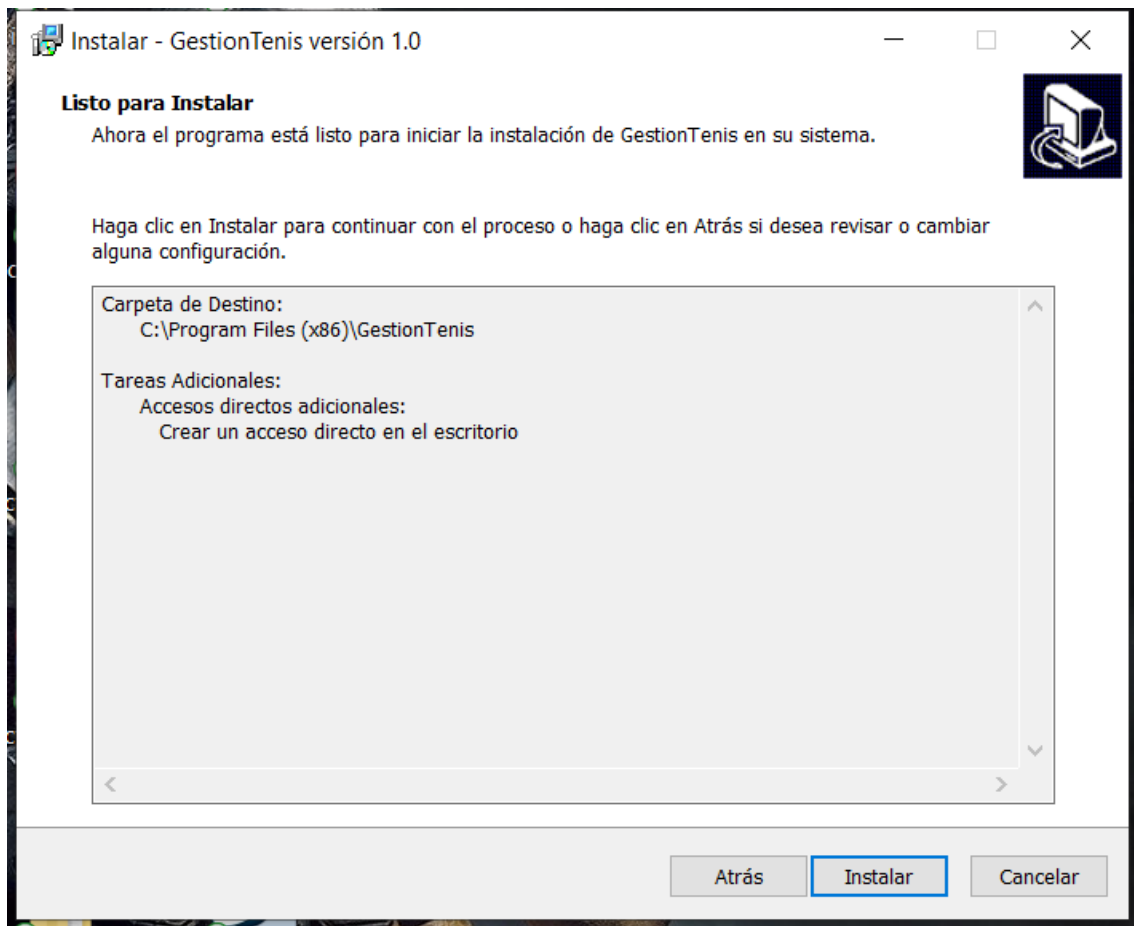 Instalar - GestionTenis versión 1.0
Listo para Instalar
Ahora el programa está listo para iniciar la instalación de GestionTenis en su sistema.
Haga clic en Instalar para continuar con el proceso o haga clic en Atrás si desea revisar o cambiar
alguna configuración.
Carpeta de Destino:
C:\Program Files (x86)\GestionTenis
Tareas Adicionales:
Accesos directos adicionales:
Crear un acceso directo en el escritorio
Atrás
Instalar
Cancelar